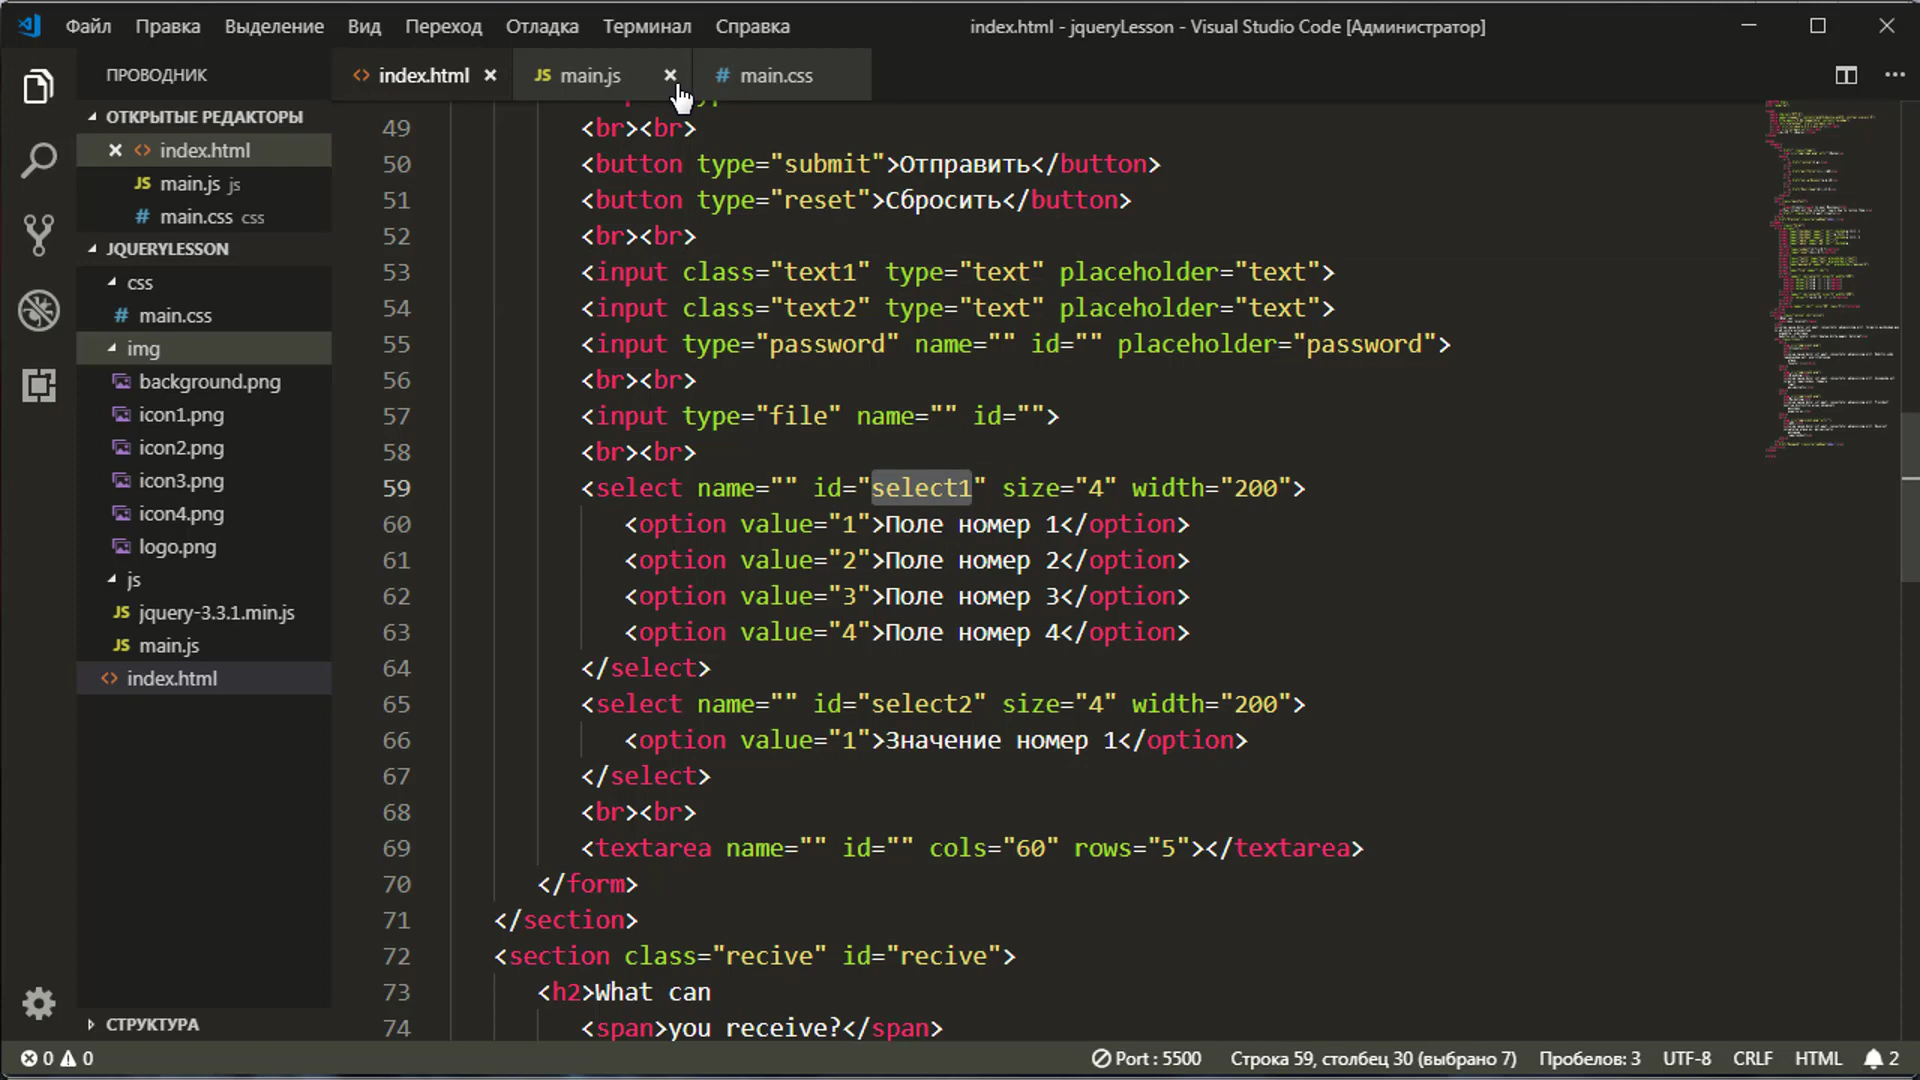 Файл Правка Выделение Вид Переход Отладка Терминал Справка index.html - jqueryLesson - Visual Studio Code [Администратор]
ПРОВОДНИК
index.html
JS main.js
# main.css
ОТКРЫТЫЕ РЕДАКТОРЫ
index.html
JS main.js js
# main.css css
JQUERYLESSON
css
# main.css
img
background.png
icon1.png
icon2.png
icon3.png
icon4.png
logo.png
js
JS jquery-3.3.1.min.js
JS main.js
<> index.html
СТРУКТУРА
49 <br><br>
50 <button type="submit">Отправить</button>
51 <button type="reset">Сбросить</button>
52 <br><br>
53 <input class="text1" type="text" placeholder="text">
54 <input class="text2" type="text" placeholder="text">
55 <input type="password" name="" id="" placeholder="password">
56 <br><br>
57 <input type="file" name="" id="">
58 <br><br>
59 <select name="" id="select1" size="4" width="200">
60 <option value="1">Поле номер 1</option>
61 <option value="2">Поле номер 2</option>
62 <option value="3">Поле номер 3</option>
63 <option value="4">Поле номер 4</option>
64 </select>
65 <select name="" id="select2" size="4" width="200">
66 <option value="1">Значение номер 1</option>
67 </select>
68 <br><br>
69 <textarea name="" id="" cols="60" rows="5"></textarea>
70 </form>
71 </section>
72 <section class="recive" id="recive">
73 <h2>What can
74 <span>you receive?</span>
0 0 Port : 5500 Строка 59, столбец 30 (выбрано 7) Пробелов: 3 UTF-8 CRLF HTML 2